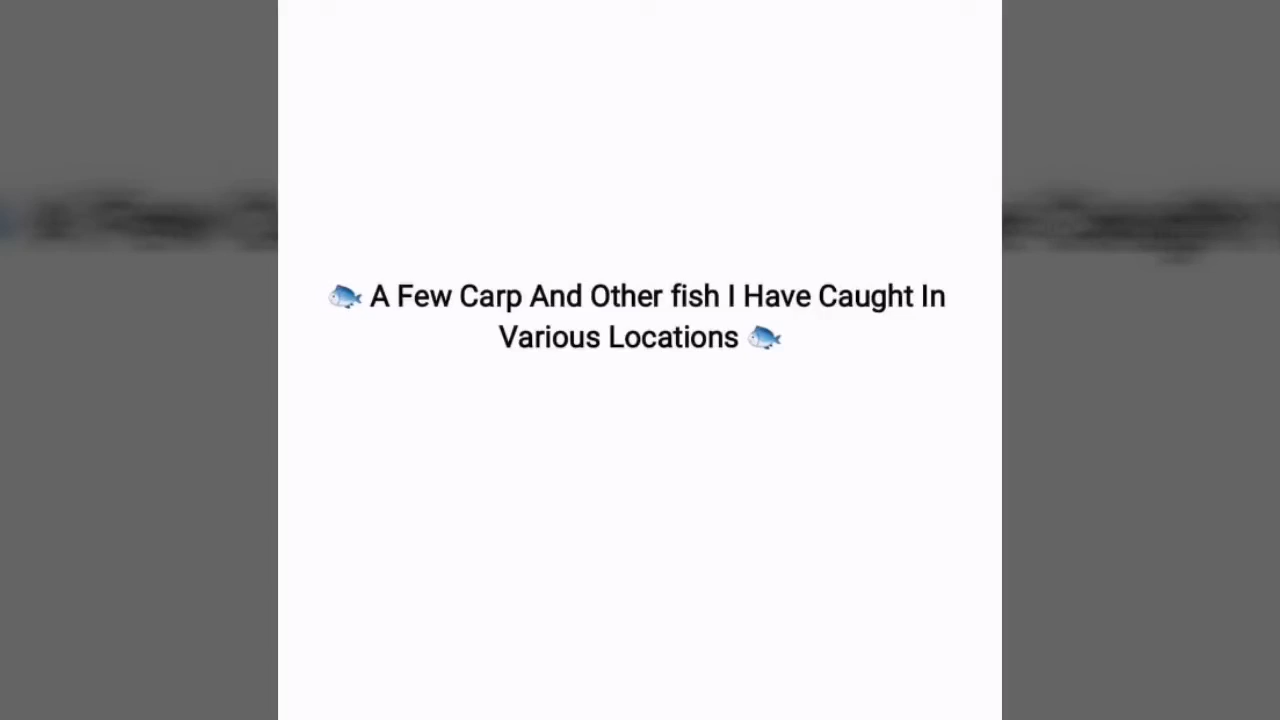 🐟 A Few Carp And Other fish I Have Caught In
Various Locations 🐟